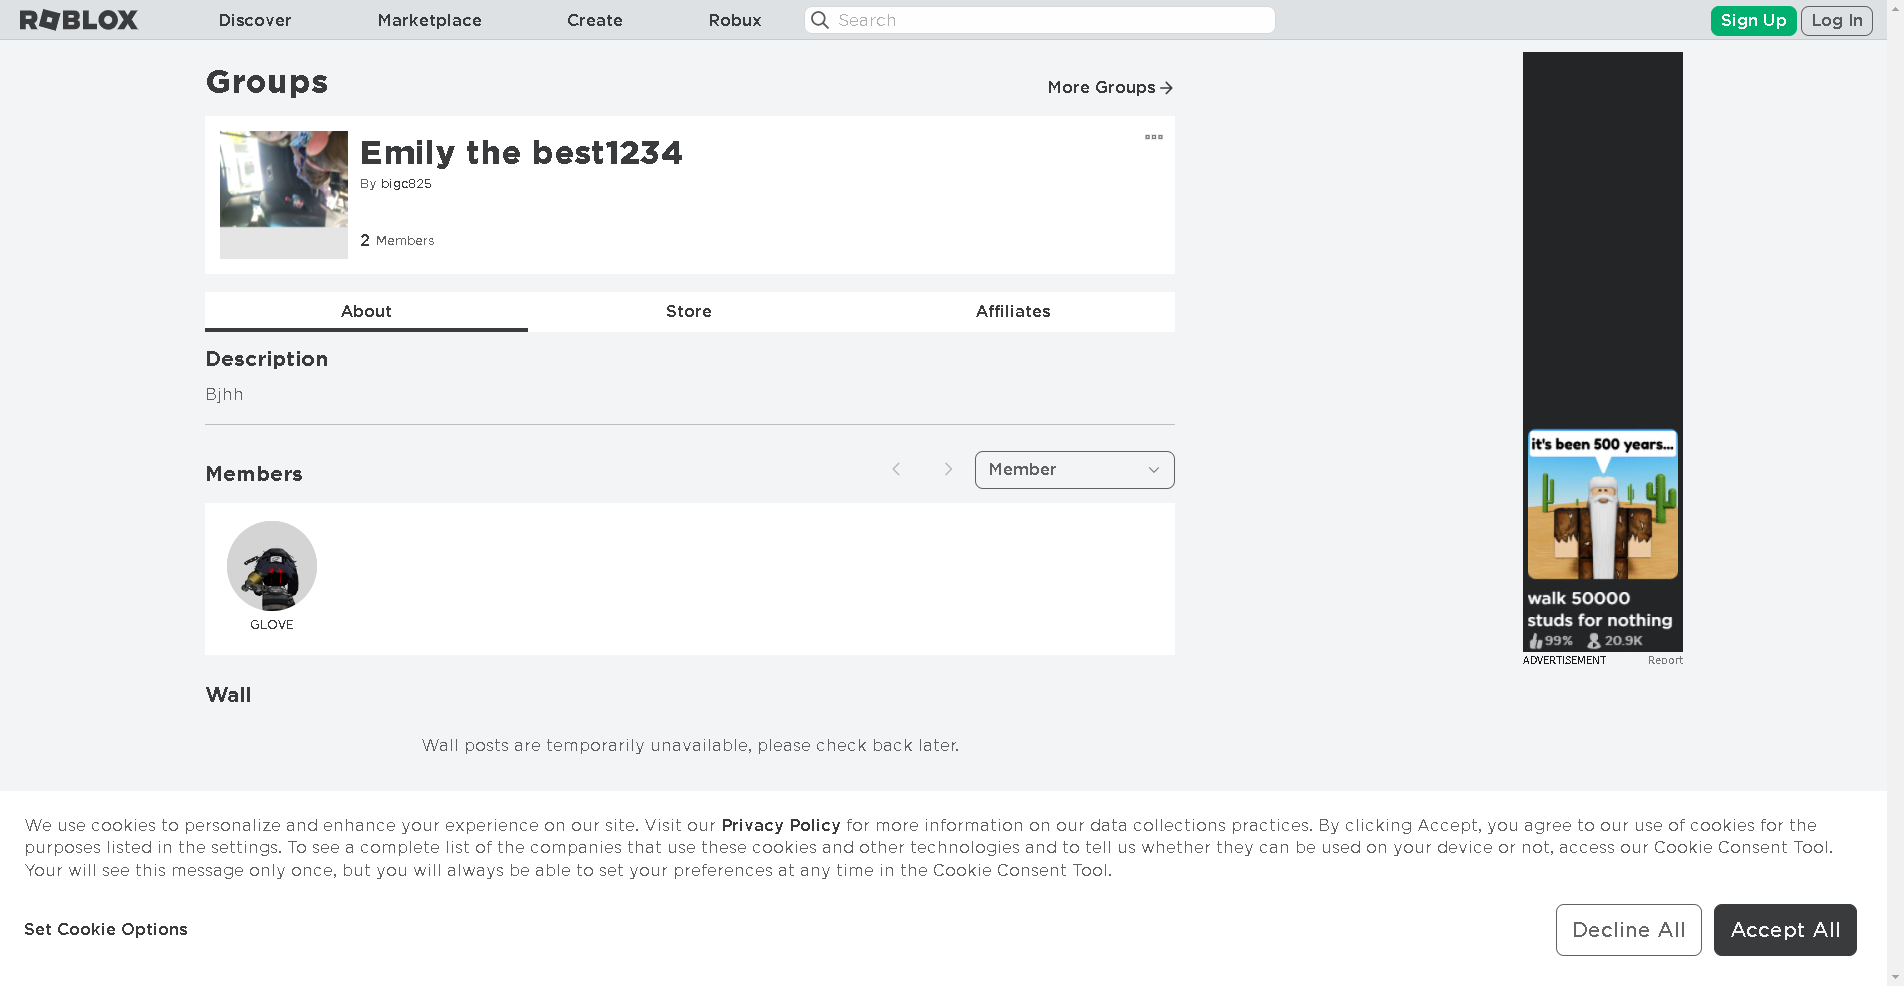 ROBLOX
Discover
Marketplace
Create
Robux
Search
Sign Up
Log In
Groups
More Groups
Emily the best1234
By bigc825
2 Members
About
Store
Affiliates
Description
Bjhh
Members
Member
GLOVE
Wall
Wall posts are temporarily unavailable, please check back later.
it's been 500 years...
walk 50000
studs for nothing
99% 20.9K
ADVERTISEMENT
Report
We use cookies to personalize and enhance your experience on our site. Visit our Privacy Policy for more information on our data collections practices. By clicking Accept, you agree to our use of cookies for the
purposes listed in the settings. To see a complete list of the companies that use these cookies and other technologies and to tell us whether they can be used on your device or not, access our Cookie Consent Tool.
Your will see this message only once, but you will always be able to set your preferences at any time in the Cookie Consent Tool.
Set Cookie Options
Decline All
Accept All